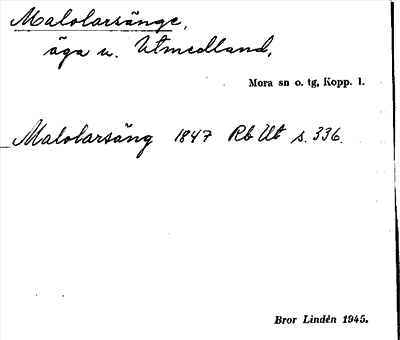 Malolarsänge,
äga u. Utmedland,
Mora sn o. tg, Kopp. l.
Malolarsäng 1847 Rb Ut s. 336.
Bror Lindén 1945.